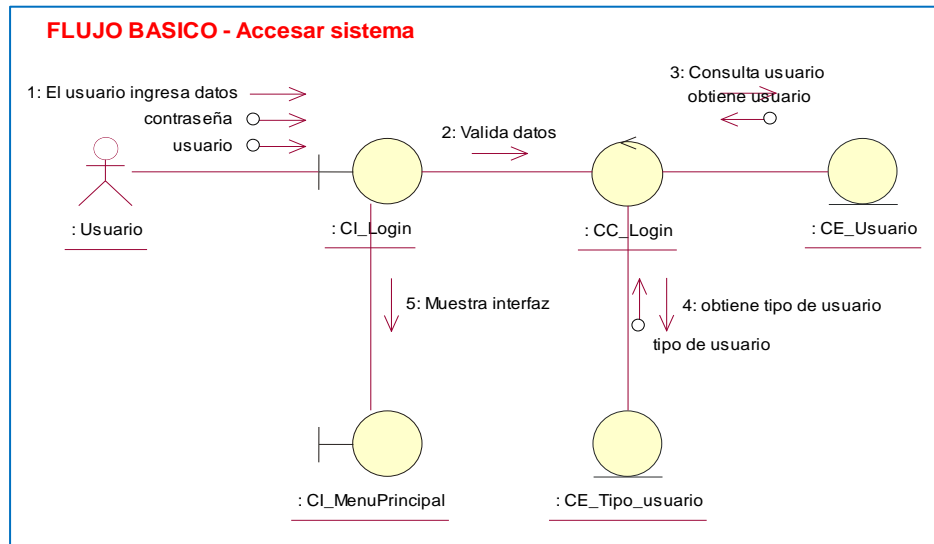 FLUJO BASICO - Accesar sistema
1: El usuario ingresa datos
contraseña
usuario
2: Valida datos
3: Consulta usuario
obtiene usuario
: Usuario
: CI_Login
: CC_Login
: CE_Usuario
5: Muestra interfaz
4: obtiene tipo de usuario
tipo de usuario
: CI_MenuPrincipal
: CE_Tipo_usuario